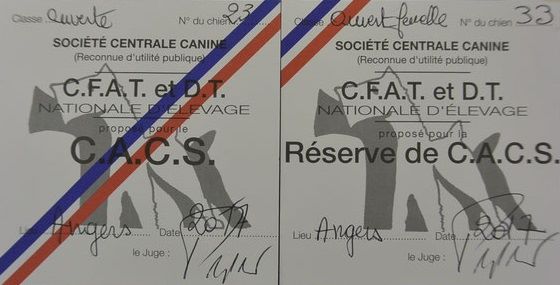 Classe ouverte N° du chien 23
SOCIÉTÉ CENTRALE CANINE
(Reconnue d'utilité publique)
C.F.A.T. et D.T.
NATIONALE D'ÉLEVAGE
proposé pour le
C.A.C.S.
Lieu Angers Date 2017
le Juge :
Classe Ouvert femelle N° du chien 33
SOCIÉTÉ CENTRALE CANINE
(Reconnue d'utilité publique)
C.F.A.T. et D.T.
NATIONALE D'ÉLEVAGE
proposé pour la
Réserve de C.A.C.S.
Lieu Angers Date 2017
le Juge :